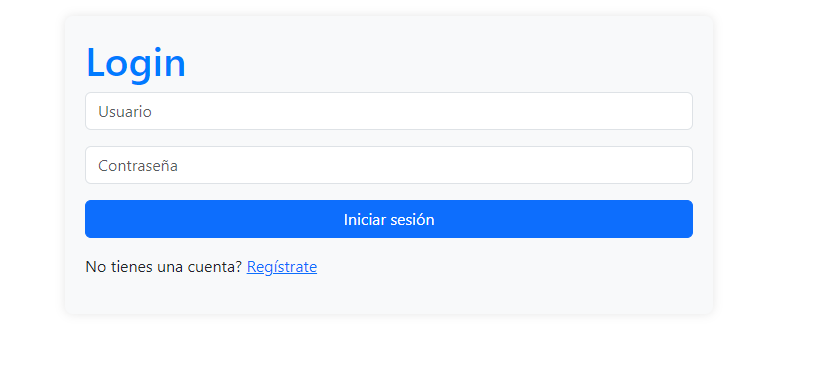 Login
Usuario
Contraseña
Iniciar sesión
No tienes una cuenta? Regístrate